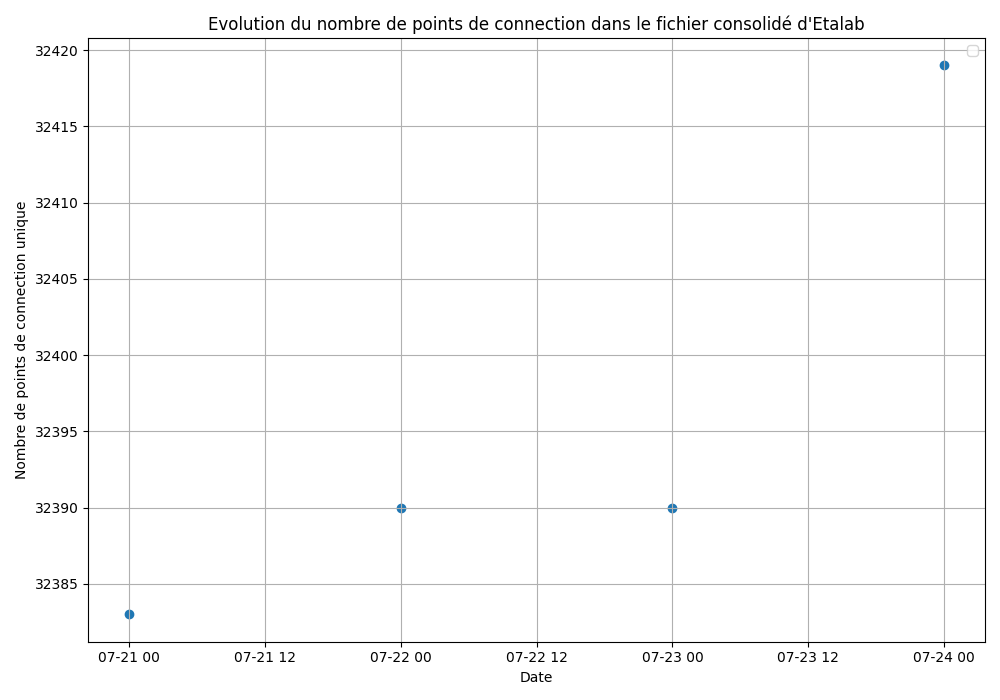 Evolution du nombre de points de connection dans le fichier consolidé d'Etalab
32420
32415
32410
32405
32400
32395
32390
32385
Nombre de points de connection unique
07-21 00 07-21 12 07-22 00 07-22 12 07-23 00 07-23 12 07-24 00
Date